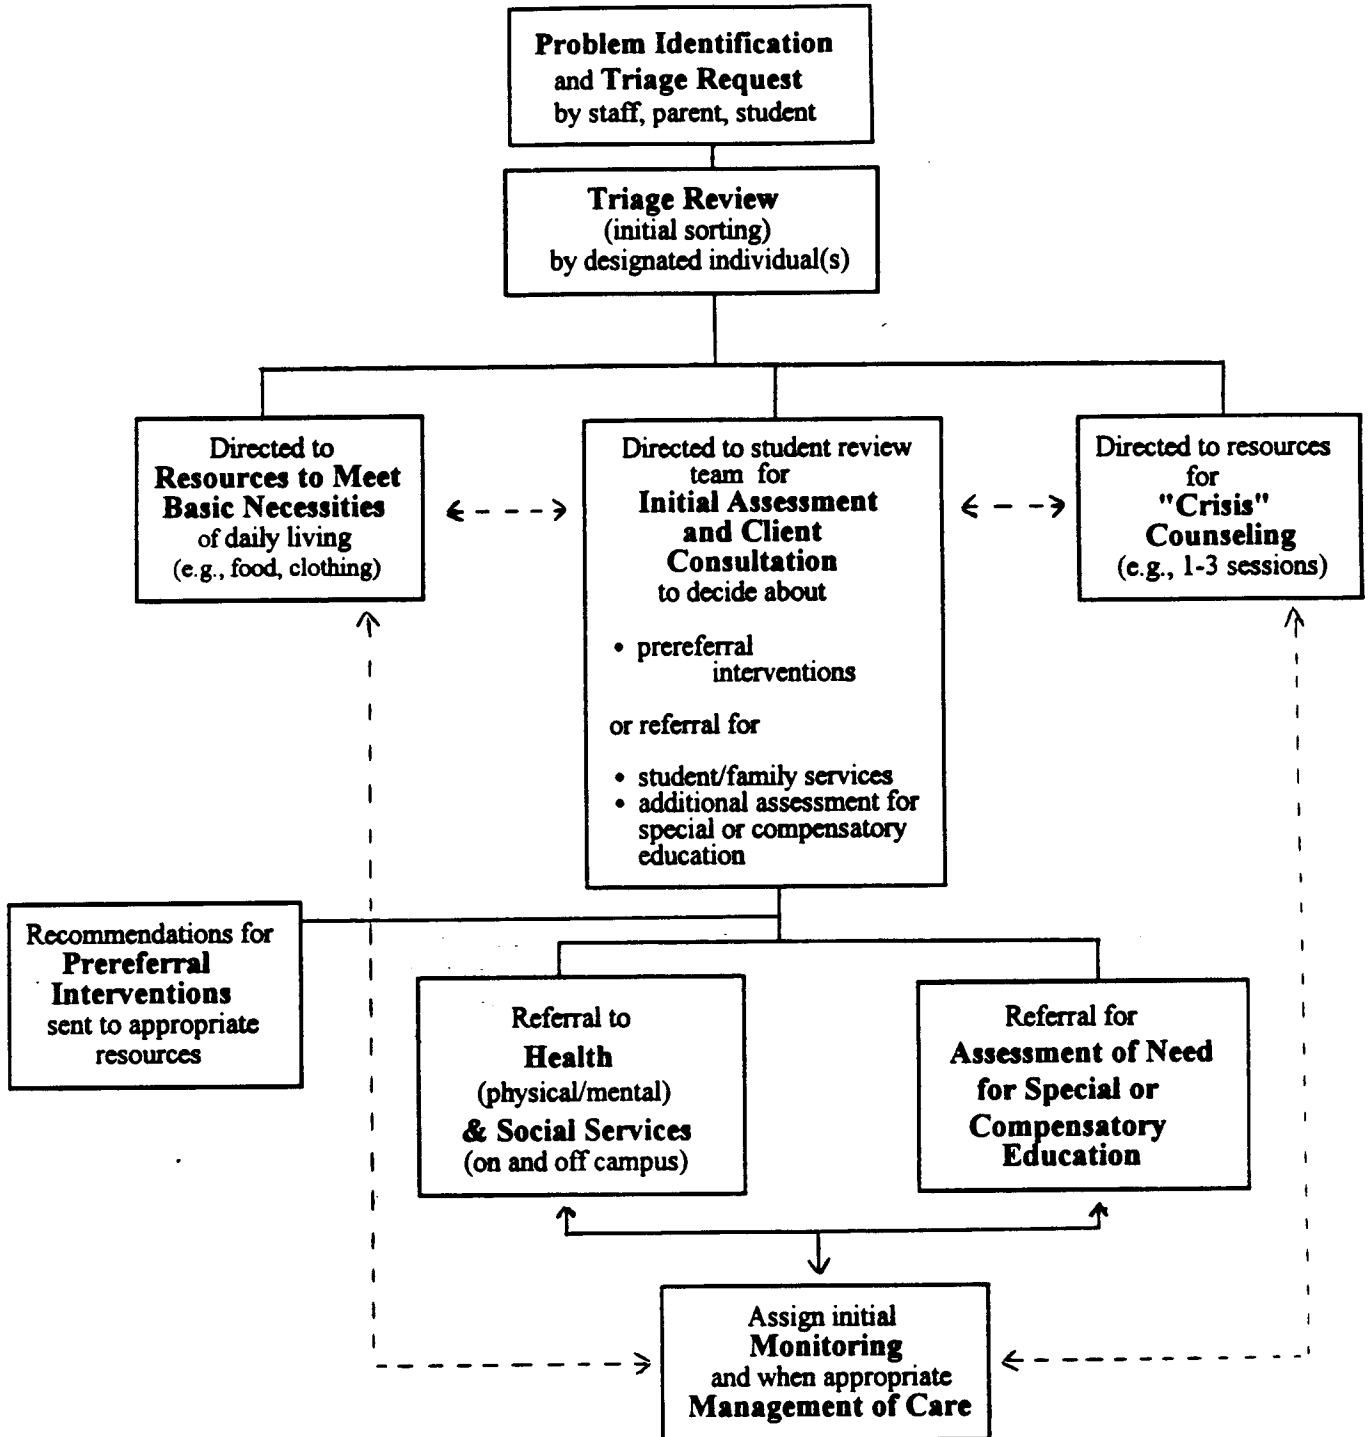 Problem Identification
and Triage Request
by staff, parent, student
Triage Review
(initial sorting)
by designated individual(s)
Directed to
Resources to Meet
Basic Necessities
of daily living
(e.g., food, clothing)
Directed to student review
team for
Initial Assessment
and Client
Consultation
to decide about
• prereferral
interventions
or referral for
• student/family services
• additional assessment for
special or compensatory
education
Directed to resources
for
"Crisis"
Counseling
(e.g., 1-3 sessions)
Recommendations for
Prereferral
Interventions
sent to appropriate
resources
Referral to
Health
(physical/mental)
& Social Services
(on and off campus)
Referral for
Assessment of Need
for Special or
Compensatory
Education
Assign initial
Monitoring
and when appropriate
Management of Care